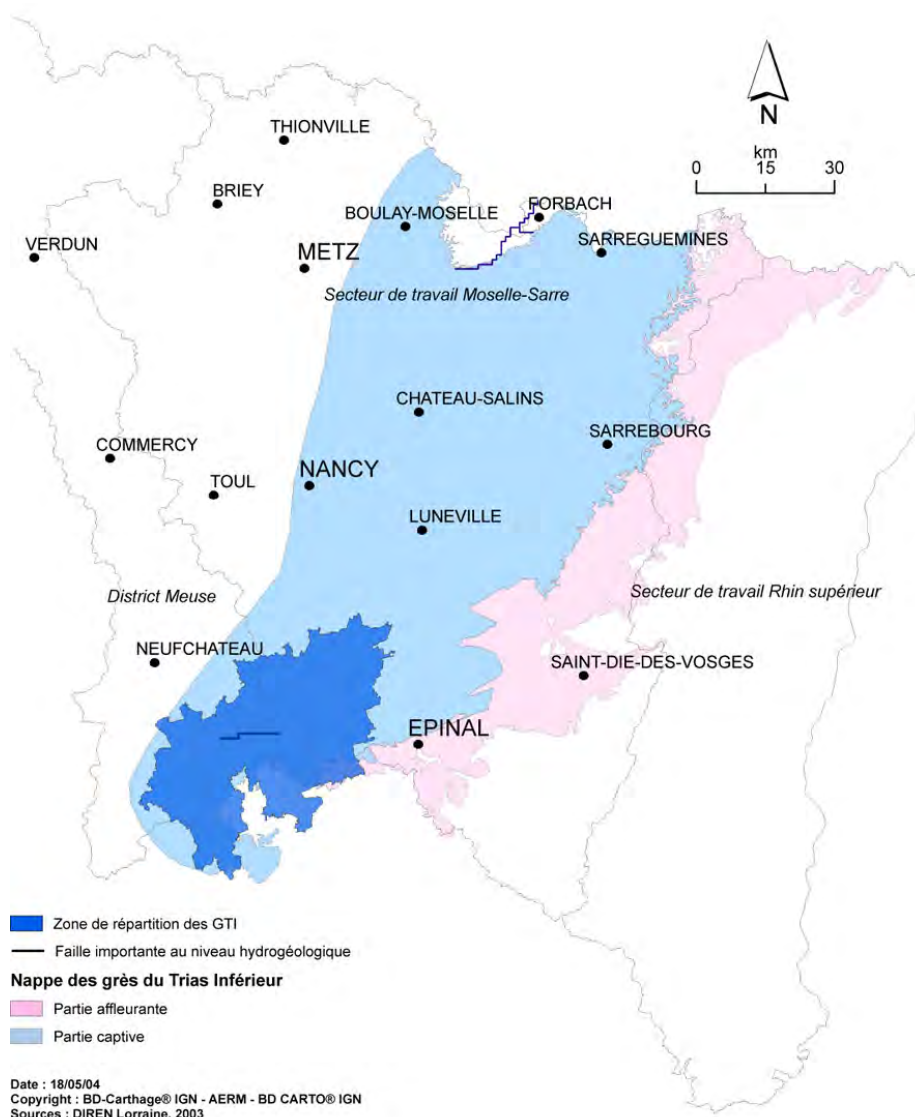 N
km
0 15 30
THIONVILLE
BRIEY
VERDUN
BOULAY-MOSELLE
FORBACH
METZ
SARREGUEMINES
Secteur de travail Moselle-Sarre
CHATEAU-SALINS
COMMERCY
SARREBOURG
NANCY
TOUL
LUNEVILLE
District Meuse
Secteur de travail Rhin supérieur
NEUFCHATEAU
SAINT-DIE-DES-VOSGES
EPINAL
Zone de répartition des GTI
Faille importante au niveau hydrogéologique
Nappe des grès du Trias Inférieur
Partie affleurante
Partie captive
Date : 18/05/04
Copyright : BD-Carthage® IGN - AERM - BD CARTO® IGN
Sources : DIREN Lorraine, 2003